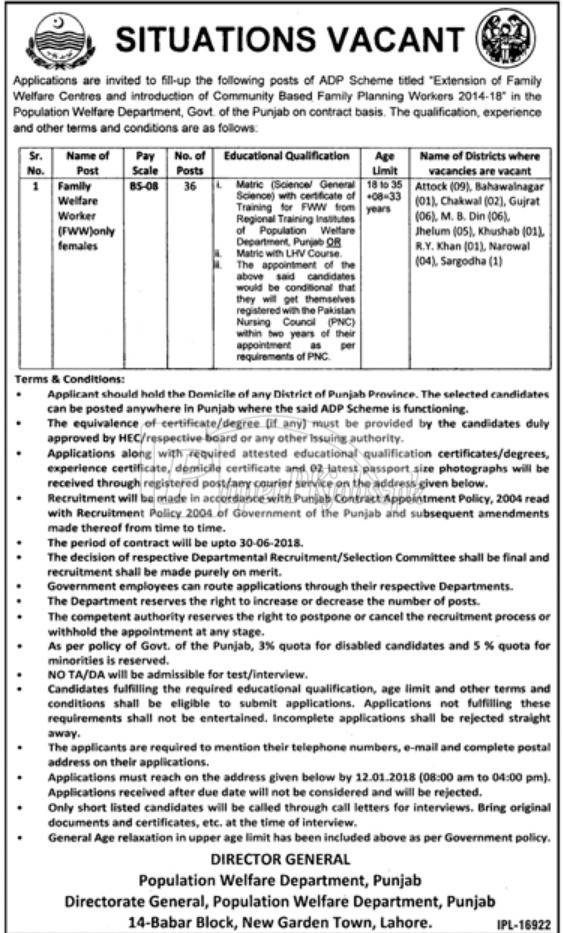 SITUATIONS VACANT
Applications are invited to fill-up the following posts of ADP Scheme titled "Extension of Family
Welfare Centres and introduction of Community Based Family Planning Workers 2014-18" in the
Population Welfare Department, Govt. of the Punjab on contract basis. The qualification, experience
and other terms and conditions are as follows:
Sr. No.
Name of Post
Pay Scale
No. of Posts
Educational Qualification
Age Limit
Name of Districts where vacancies are vacant
1
Family
Welfare
Worker
(FWW)only
females
BS-08
36
i. Matric (Science/ General
Science) with certificate of
Training for FWW from
Regional Training Institutes
of Population Welfare
Department, Punjab OR
ii. Matric with LHV Course.
iii. The appointment of the
above said candidates
would be conditional that
they will get themselves
registered with the Pakistan
Nursing Council (PNC)
within two years of their
appointment as per
requirements of PNC.
18 to 35
+08=33
years
Attock (09), Bahawalnagar
(01), Chakwal (02), Gujrat
(06), M. B. Din (06),
Jhelum (05), Khushab (01),
R.Y. Khan (01), Narowal
(04), Sargodha (1)
Terms & Conditions:
• Applicant should hold the Domicile of any District of Punjab Province. The selected candidates
can be posted anywhere in Punjab where the said ADP Scheme is functioning.
• The equivalence of certificate/degree (if any) must be provided by the candidates duly
approved by HEC/respective board or any other issuing authority.
• Applications along with required attested educational qualification certificates/degrees,
experience certificate, domicile certificate and 02 latest passport size photographs will be
received through registered post/any courier service on the address given below.
• Recruitment will be made in accordance with Punjab Contract Appointment Policy, 2004 read
with Recruitment Policy 2004 of Government of the Punjab and subsequent amendments
made thereof from time to time.
• The period of contract will be upto 30-06-2018.
• The decision of respective Departmental Recruitment/Selection Committee shall be final and
recruitment shall be made purely on merit.
• Government employees can route applications through their respective Departments.
• The Department reserves the right to increase or decrease the number of posts.
• The competent authority reserves the right to postpone or cancel the recruitment process or
withhold the appointment at any stage.
• As per policy of Govt. of the Punjab, 3% quota for disabled candidates and 5 % quota for
minorities is reserved.
• NO TA/DA will be admissible for test/interview.
• Candidates fulfilling the required educational qualification, age limit and other terms and
conditions shall be eligible to submit applications. Applications not fulfilling these
requirements shall not be entertained. Incomplete applications shall be rejected straight
away.
• The applicants are required to mention their telephone numbers, e-mail and complete postal
address on their applications.
• Applications must reach on the address given below by 12.01.2018 (08:00 am to 04:00 pm).
Applications received after due date will not be considered and will be rejected.
• Only short listed candidates will be called through call letters for interviews. Bring original
documents and certificates, etc. at the time of interview.
• General Age relaxation in upper age limit has been included above as per Government policy.
DIRECTOR GENERAL
Population Welfare Department, Punjab
Directorate General, Population Welfare Department, Punjab
14-Babar Block, New Garden Town, Lahore.
IPL-16922